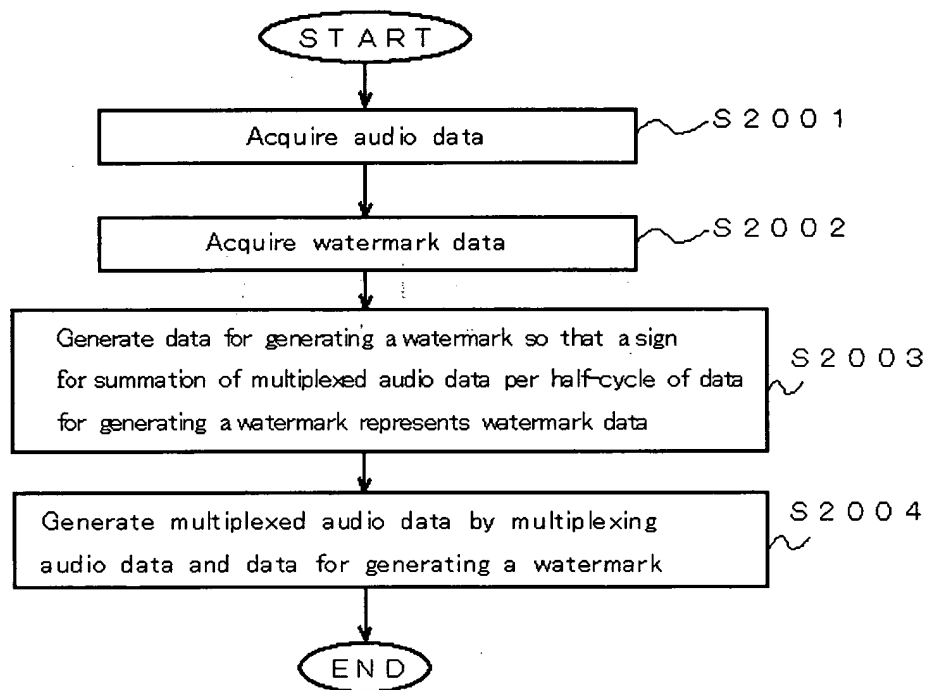 START
Acquire audio data
S2001
Acquire watermark data
S2002
Generate data for generating a watermark so that a sign
for summation of multiplexed audio data per half-cycle of data
for generating a watermark represents watermark data
S2003
Generate multiplexed audio data by multiplexing
audio data and data for generating a watermark
S2004
END